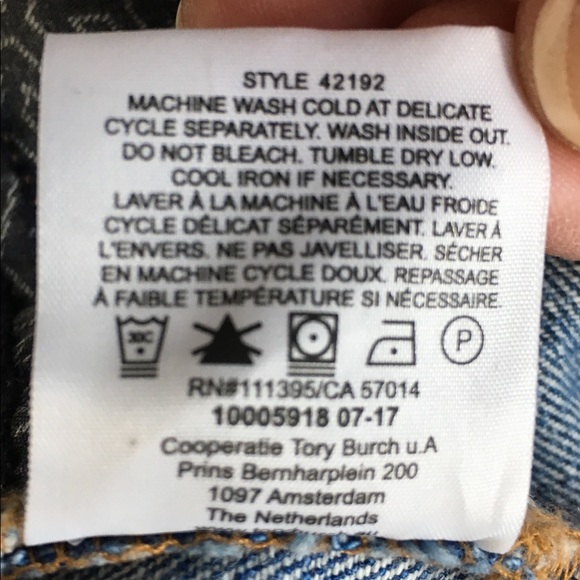 STYLE 42192
MACHINE WASH COLD AT DELICATE
CYCLE SEPARATELY. WASH INSIDE OUT.
DO NOT BLEACH. TUMBLE DRY LOW.
COOL IRON IF NECESSARY.
LAVER À LA MACHINE À L'EAU FROIDE
CYCLE DÉLICAT SÉPARÉMENT. LAVER À
L'ENVERS. NE PAS JAVELLISER. SÉCHER
EN MACHINE CYCLE DOUX. REPASSAGE
À FAIBLE TEMPÉRATURE SI NÉCESSAIRE.
30C P
RN#111395/CA 57014
10005918 07-17
Cooperatie Tory Burch u.A
Prins Bernharplein 200
1097 Amsterdam
The Netherlands